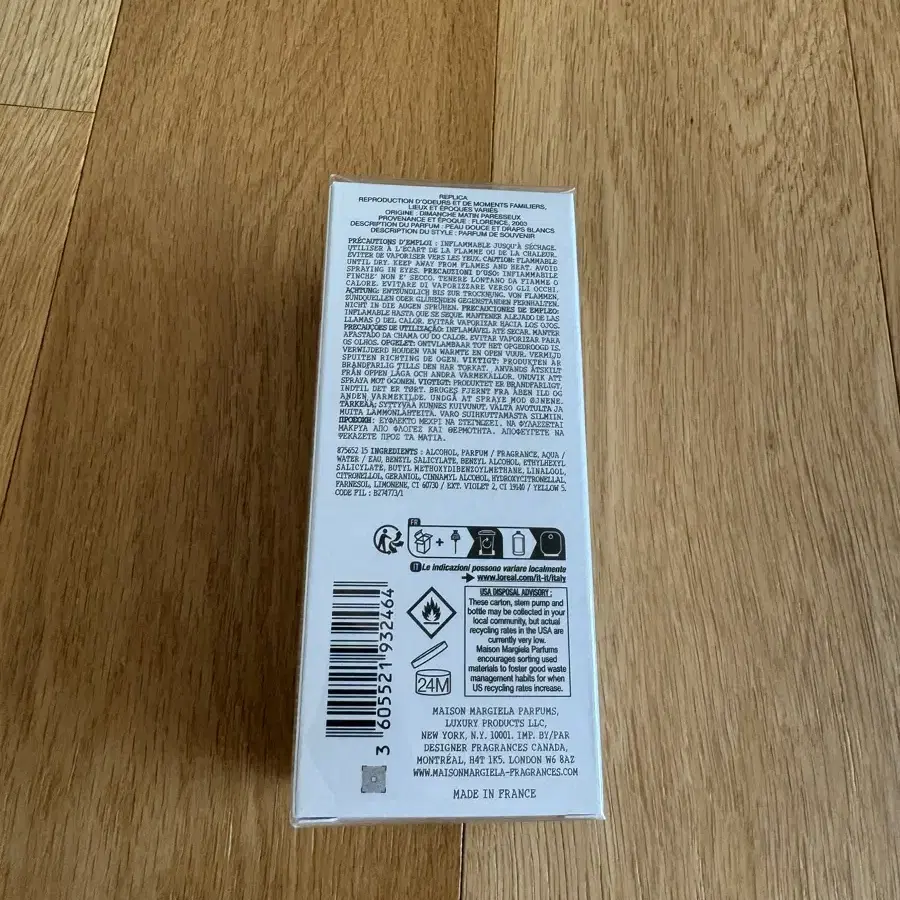 REPLICA
REPRODUCTION D'ODEURS ET DE MOMENTS FAMILIERS,
LIEUX ET ÉPOQUES VARIÉS
ORIGINE : DIMANCHE MATIN PARESSEUX
PROVENANCE ET ÉPOQUE : FLORENCE, 2003
DESCRIPTION DU PARFUM : PEAU DOUCE ET DRAPS BLANCS
DESCRIPTION DU STYLE : PARFUM DE SOUVENIR
PRÉCAUTIONS D'EMPLOI : INFLAMMABLE JUSQU'À SÉCHAGE.
UTILISER À L'ÉCART DE LA FLAMME OU DE LA CHALEUR.
ÉVITER DE VAPORISER VERS LES YEUX. CAUTION: FLAMMABLE
UNTIL DRY. KEEP AWAY FROM FLAMES AND HEAT. AVOID
SPRAYING IN EYES. PRECAUZIONI D'USO: INFIAMMABILE
FINCHE' NON E' SECCO. TENERE LONTANO DA FIAMME O
CALORE. EVITARE DI VAPORIZZARE VERSO GLI OCCHI.
ACHTUNG: ENTZÜNDLICH BIS ZUR TROCKNUNG. VON FLAMMEN,
ZÜNDQUELLEN ODER GLÜHENDEN GEGENSTÄNDEN FERNHALTEN.
NICHT IN DIE AUGEN SPRÜHEN. PRECAUCIONES DE EMPLEO:
INFLAMABLE HASTA QUE SE SEQUE. MANTENER ALEJADO DE LAS
LLAMAS O DEL CALOR. EVITAR VAPORIZAR HACIA LOS OJOS.
PRECAUÇÕES DE UTILIZAÇÃO: INFLAMÁVEL ATÉ SECAR. MANTER
AFASTADO DA CHAMA OU DO CALOR. EVITAR VAPORIZAR PARA
OS OLHOS. OPGELET: ONTVLAMBAAR TOT HET OPGEDROOGD IS.
VERWIJDERD HOUDEN VAN WARMTE EN OPEN VUUR. VERMIJD
SPUITEN RICHTING DE OGEN. VIKTIGT: PRODUKTEN ÄR
BRANDFARLIG TILLS DEN HAR TORKAT. ANVÄNDS ÅTSKILT
FRÅN ÖPPEN LÅGA OCH ANDRA VÄRMEKÄLLOR. UNDVIK ATT
SPRAYA MOT ÖGONEN. VIGTIGT: PRODUKTET ER BRANDFARLIGT,
INDTIL DET ER TØRT. BRUGES FJERNT FRA ÅBEN ILD OG
ANDEN VARMEKILDE. UNDGÅ AT SPRAYE MOD ØJNENE.
TÄRKEÄÄ: SYTTYVÄÄ KUNNES KUIVUNUT. VÄLTÄ AVOTULTA JA
MUITA LÄMMÖNLÄHTEITÄ. VARO SUIHKUTTAMASTA SILMIIN.
ΠΡΟΣΟΧΗ: ΕΥΦΛΕΚΤΟ ΜΕΧΡΙ ΝΑ ΣΤΕΓΝΩΣΕΙ. ΝΑ ΦΥΛΑΣΣΕΤΑΙ
ΜΑΚΡΥΑ ΑΠΟ ΦΛΟΓΕΣ ΚΑΙ ΘΕΡΜΟΤΗΤΑ. ΑΠΟΦΕΥΓΕΤΕ ΝΑ
ΨΕΚΑΖΕΤΕ ΠΡΟΣ ΤΑ ΜΑΤΙΑ.
875652 15 INGREDIENTS : ALCOHOL, PARFUM / FRAGRANCE, AQUA /
WATER / EAU, BENZYL SALICYLATE, BENZYL ALCOHOL, ETHYLHEXYL
SALICYLATE, BUTYL METHOXYDIBENZOYLMETHANE, LINALOOL,
CITRONELLOL, GERANIOL, CINNAMYL ALCOHOL, HYDROXYCITRONELLAL,
FARNESOL, LIMONENE, CI 60730 / EXT. VIOLET 2, CI 19140 / YELLOW 5.
CODE F.I.L : B274773/1
FR
IT Le indicazioni possono variare localmente
www.loreal.com/it-it/italy
USA DISPOSAL ADVISORY :
These carton, stem pump and
bottle may be collected in your
local community, but actual
recycling rates in the USA are
currently very low.
Maison Margiela Parfums
encourages sorting used
materials to foster good waste
management habits for when
US recycling rates increase.
24M
3 605521 932464
MAISON MARGIELA PARFUMS,
LUXURY PRODUCTS LLC,
NEW YORK, N.Y. 10001. IMP. BY/PAR
DESIGNER FRAGRANCES CANADA,
MONTRÉAL, H4T 1K5. LONDON W6 8AZ
WWW.MAISONMARGIELA-FRAGRANCES.COM
MADE IN FRANCE